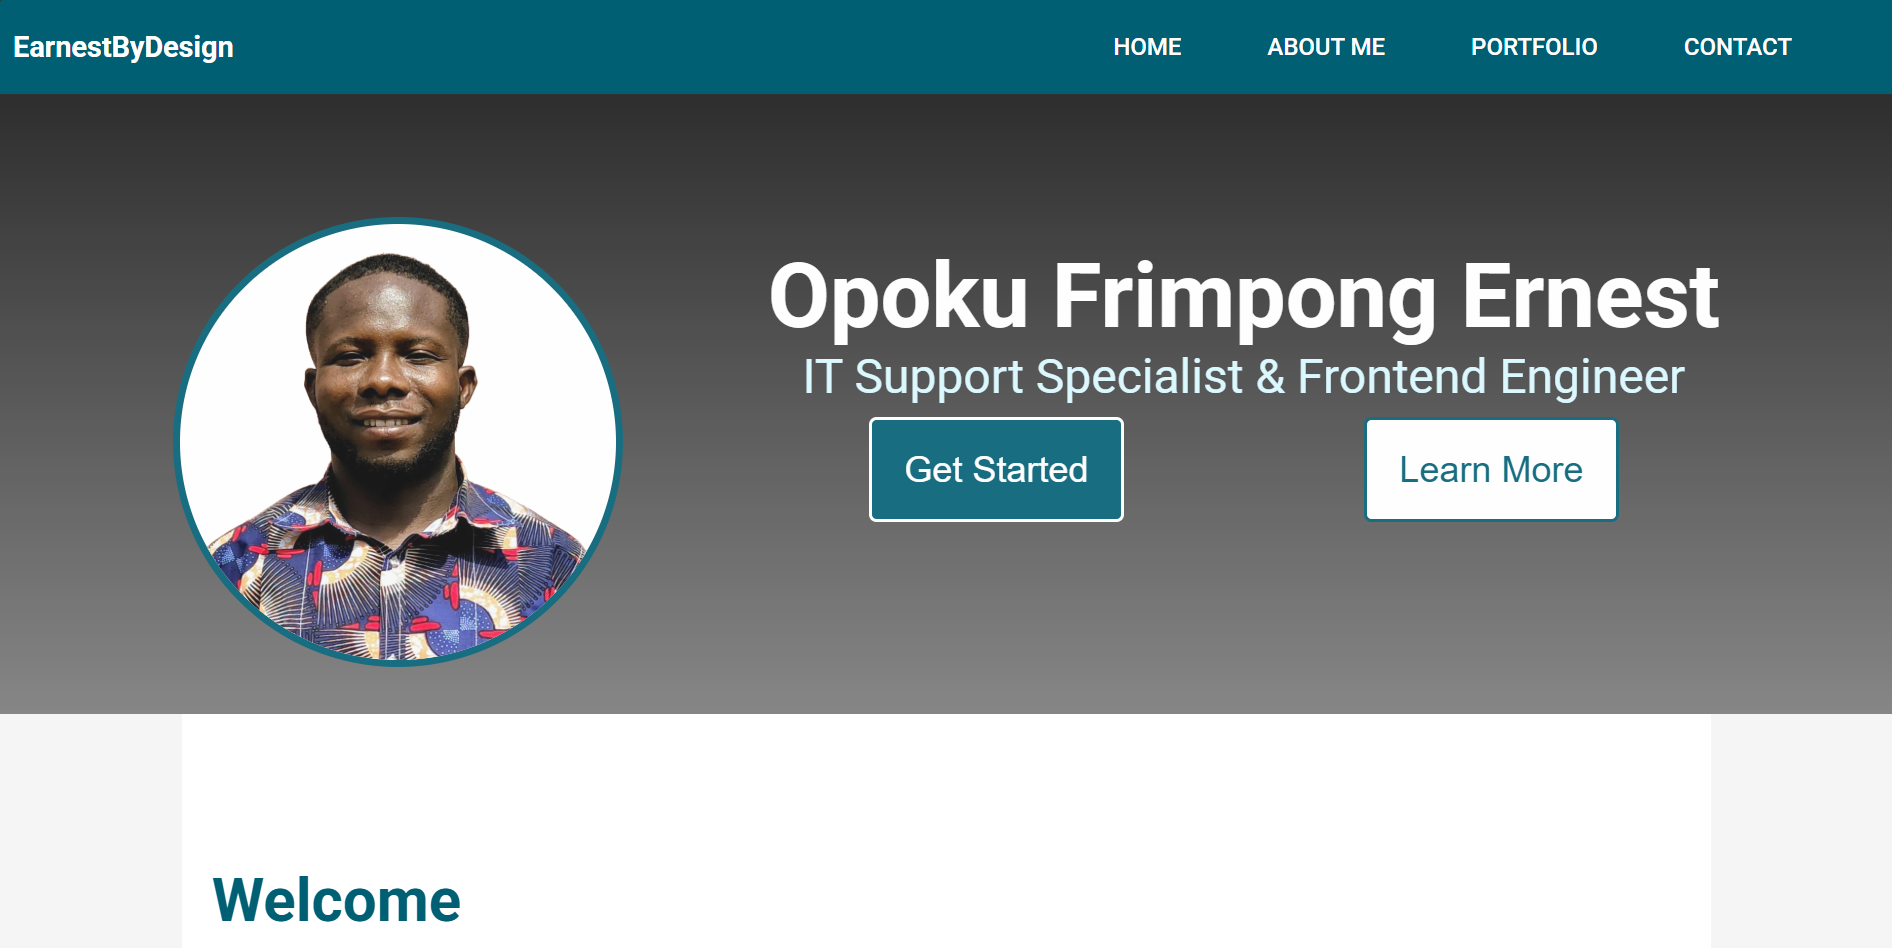 EarnestByDesign
HOME ABOUT ME PORTFOLIO CONTACT
Opoku Frimpong Ernest
IT Support Specialist & Frontend Engineer
Get Started
Learn More
Welcome